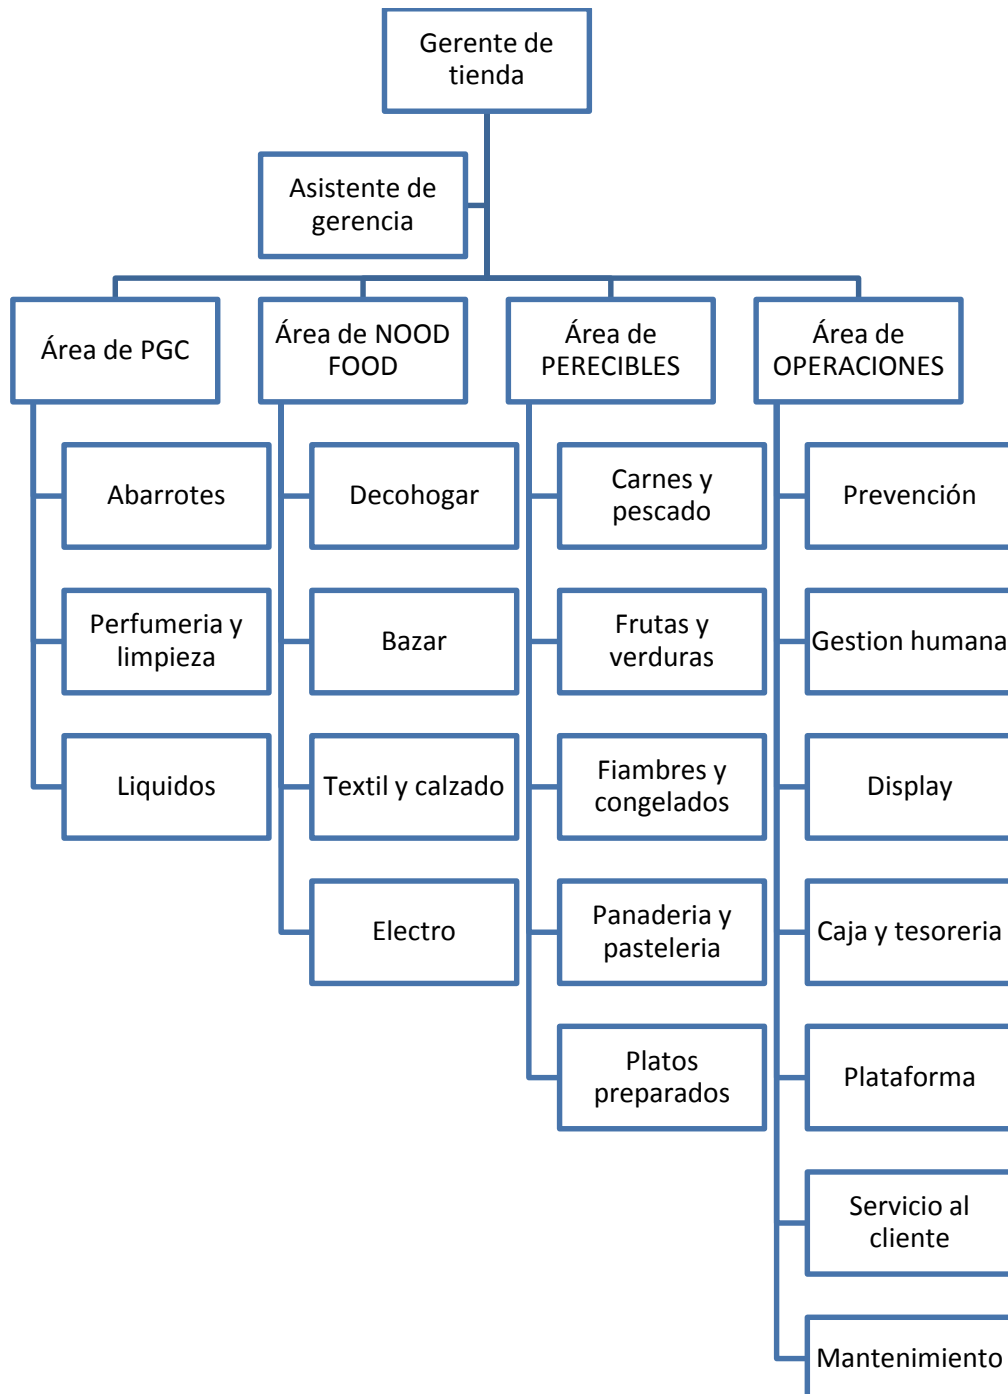 Gerente de
tienda
Asistente de
gerencia
Área de PGC
Área de NOOD
FOOD
Área de
PERECIBLES
Área de
OPERACIONES
Abarrotes
Decohogar
Carnes y
pescado
Prevención
Perfumeria y
limpieza
Bazar
Frutas y
verduras
Gestion humana
Liquidos
Textil y calzado
Fiambres y
congelados
Display
Electro
Panaderia y
pasteleria
Caja y tesoreria
Platos
preparados
Plataforma
Servicio al
cliente
Mantenimiento